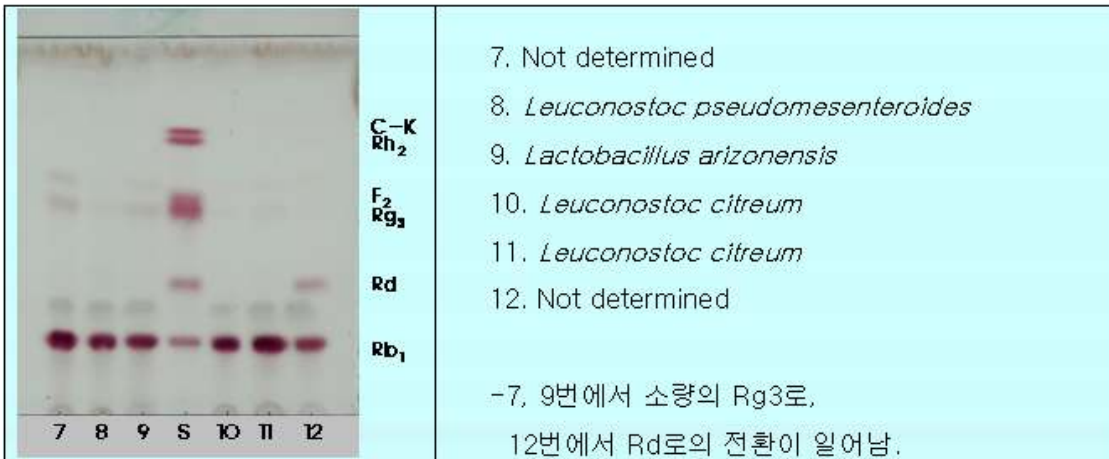 C-K
Rh2
F2
Rg3
Rd
Rb1
7 8 9 S 10 11 12
7. Not determined
8. Leuconostoc pseudomesenteroides
9. Lactobacillus arizonensis
10. Leuconostoc citreum
11. Leuconostoc citreum
12. Not determined
-7, 9번에서 소량의 Rg3로,
12번에서 Rd로의 전환이 일어남.